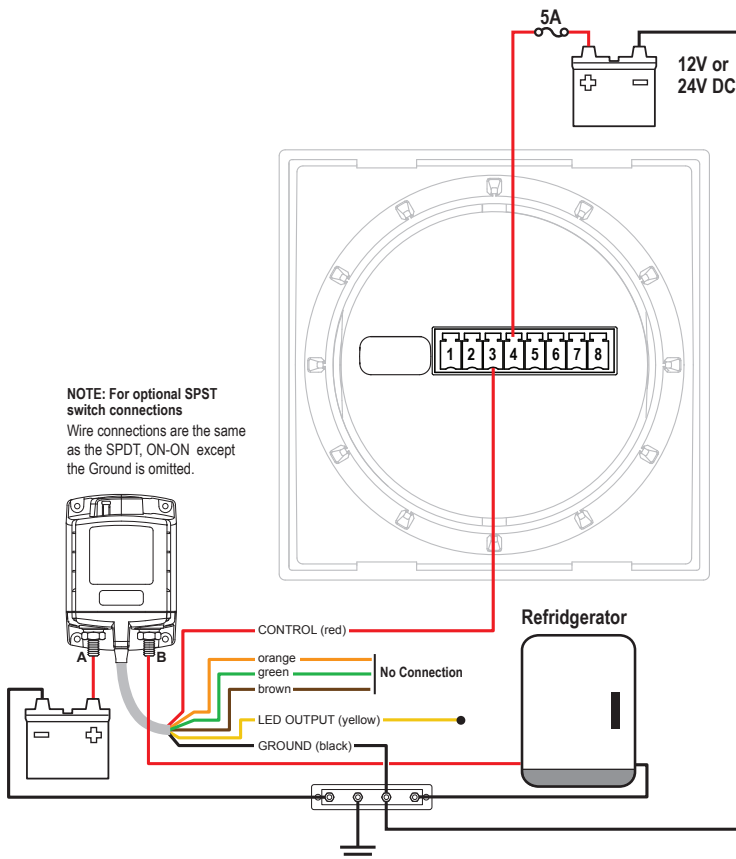 5A
12V or
24V DC
1 2 3 4 5 6 7 8
NOTE: For optional SPST
switch connections
Wire connections are the same
as the SPDT, ON-ON except
the Ground is omitted.
A
B
CONTROL (red)
orange
green
brown
No Connection
LED OUTPUT (yellow)
GROUND (black)
Refridgerator